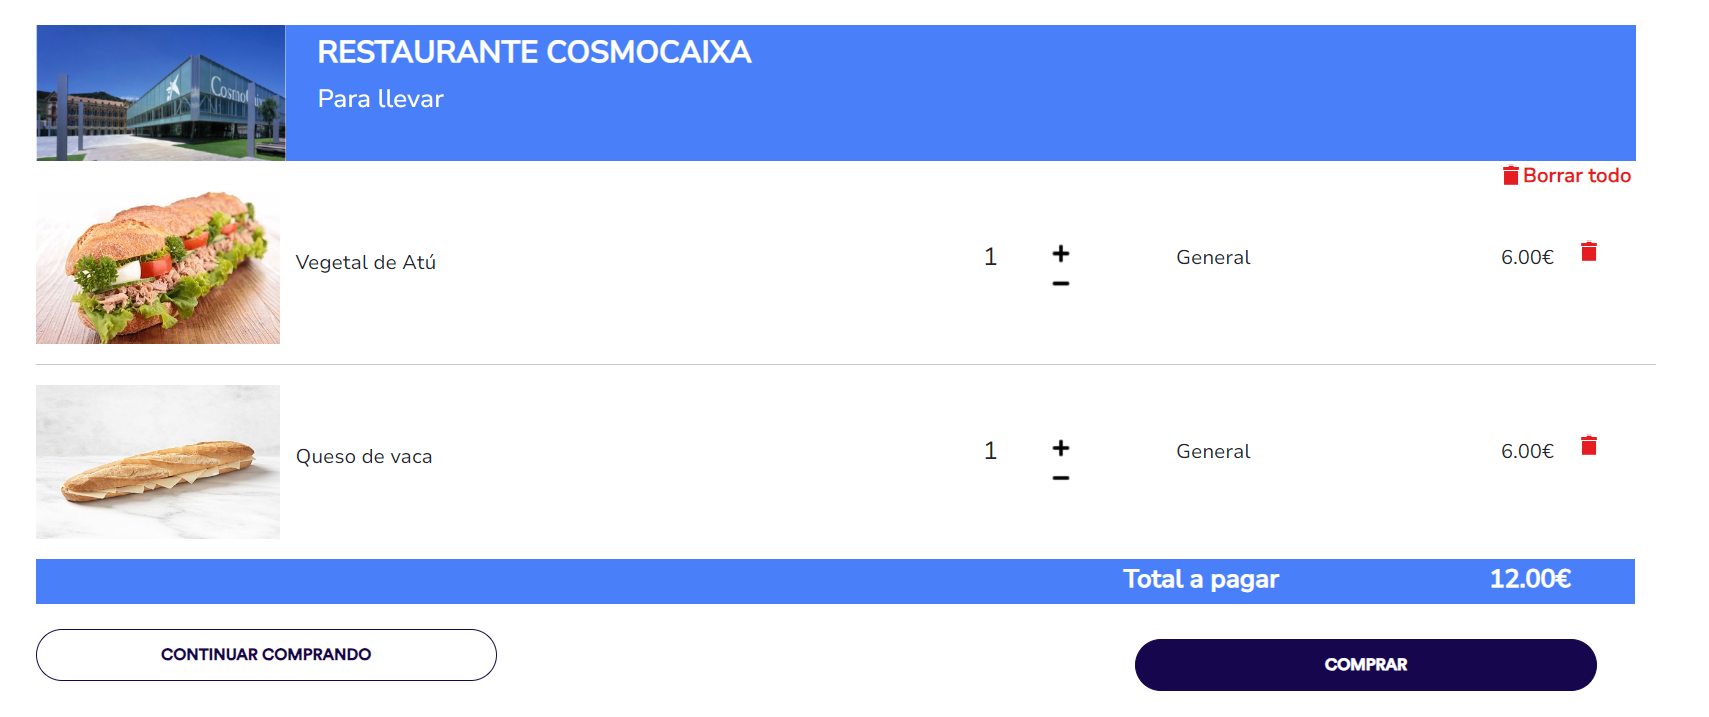 RESTAURANTE COSMOCAIXA
Para llevar
Borrar todo
Vegetal de Atú 1 + General 6.00€
−
Queso de vaca 1 + General 6.00€
−
Total a pagar 12.00€
CONTINUAR COMPRANDO
COMPRAR